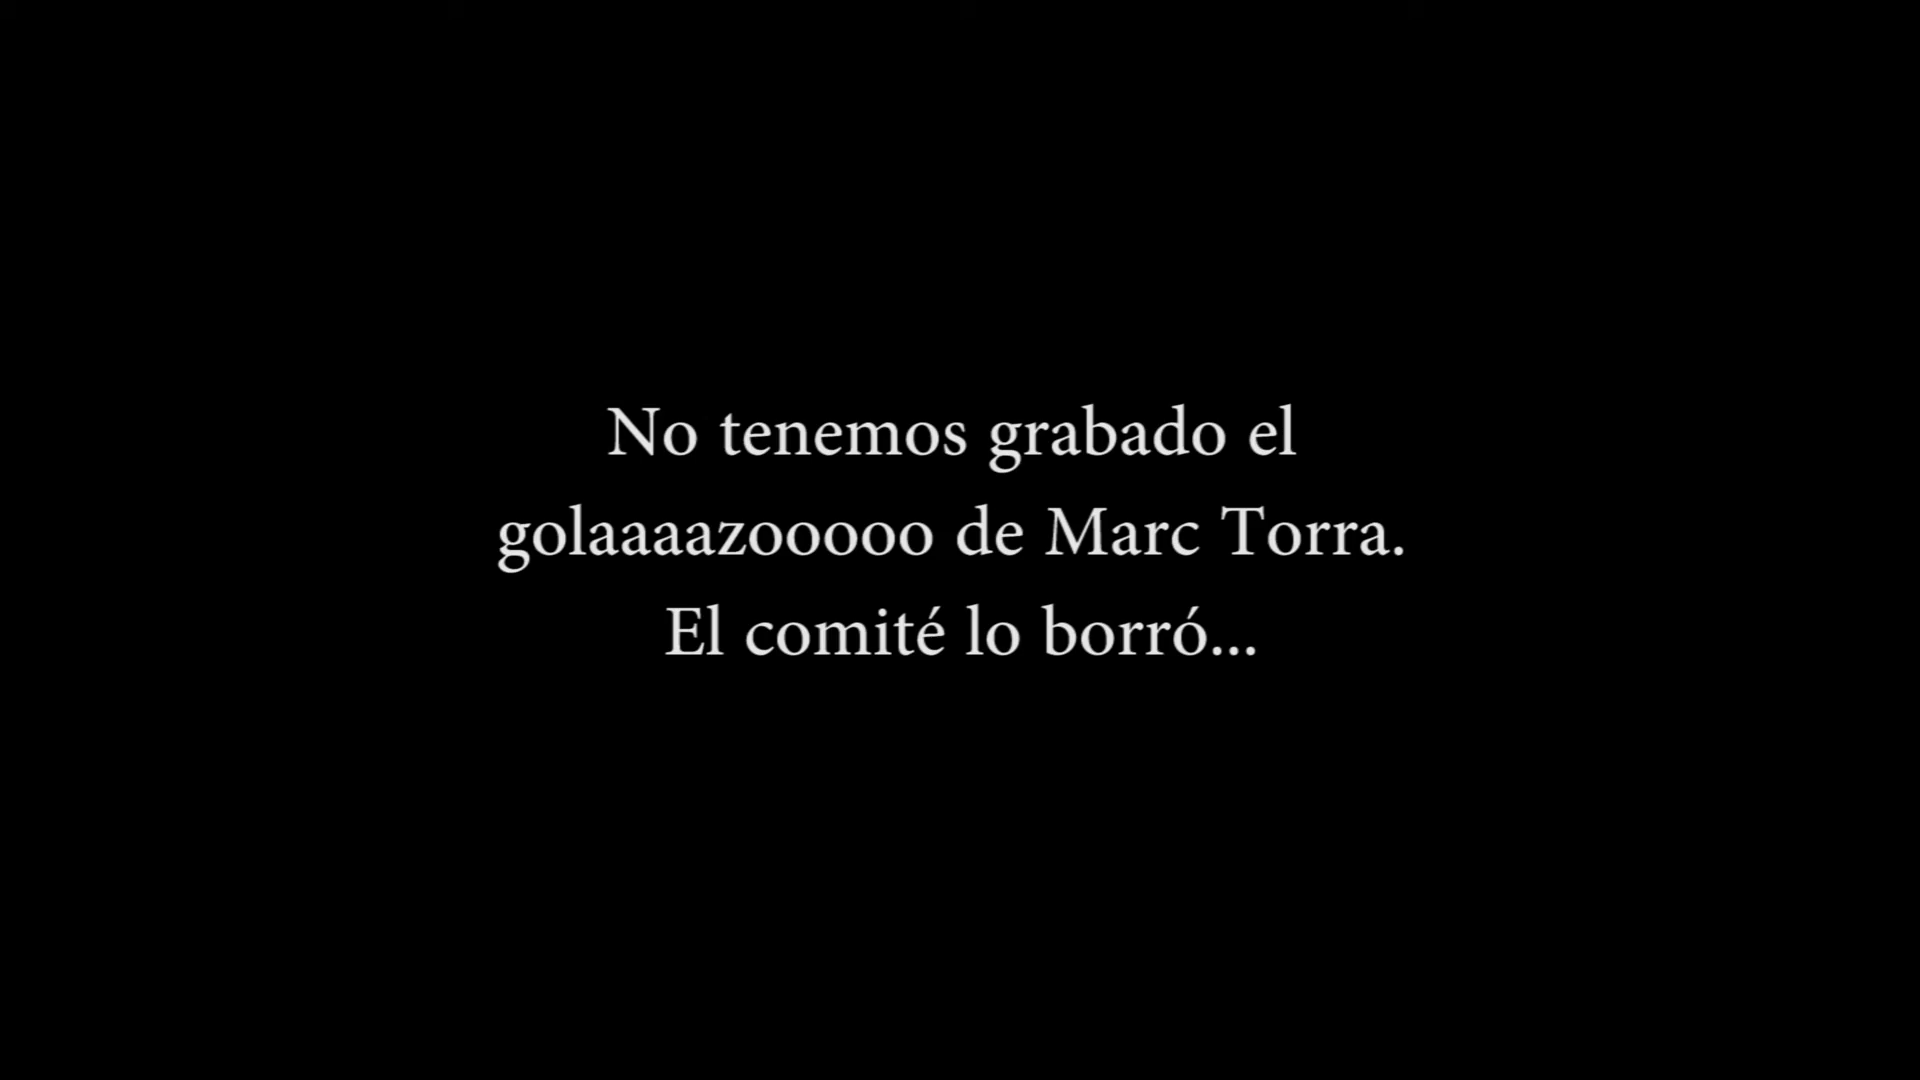 No tenemos grabado el
golaaaazooooo de Marc Torra.
El comité lo borró...